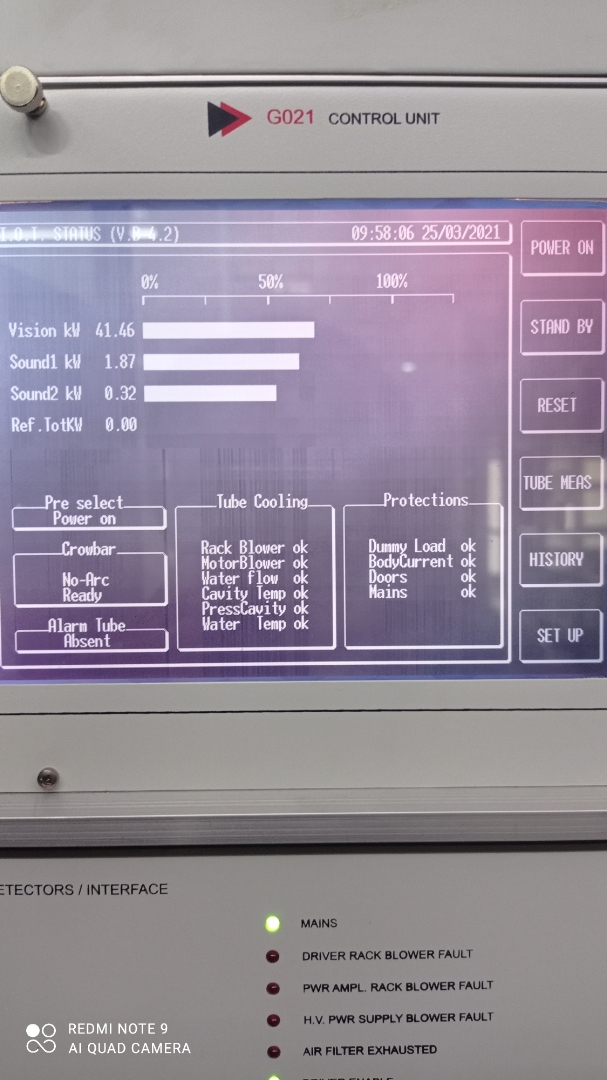 G021 CONTROL UNIT
I.O.T. STATUS (V.B 4.2) 09:58:06 25/03/2021
POWER ON
0% 50% 100%
STAND BY
Vision kW 41.46
Sound1 kW 1.87
Sound2 kW 0.32
Ref.TotKW 0.00
RESET
TUBE MEAS
HISTORY
SET UP
Pre select
Power on
Crowbar
No-Arc
Ready
Alarm Tube
Absent
Tube Cooling
Rack Blower ok
MotorBlower ok
Water flow ok
Cavity Temp ok
PressCavity ok
Water Temp ok
Protections
Dummy Load ok
BodyCurrent ok
Doors ok
Mains ok
ETECTORS / INTERFACE
MAINS
DRIVER RACK BLOWER FAULT
PWR AMPL. RACK BLOWER FAULT
H.V. PWR SUPPLY BLOWER FAULT
AIR FILTER EXHAUSTED
DRIVER ENABLE
REDMI NOTE 9
AI QUAD CAMERA